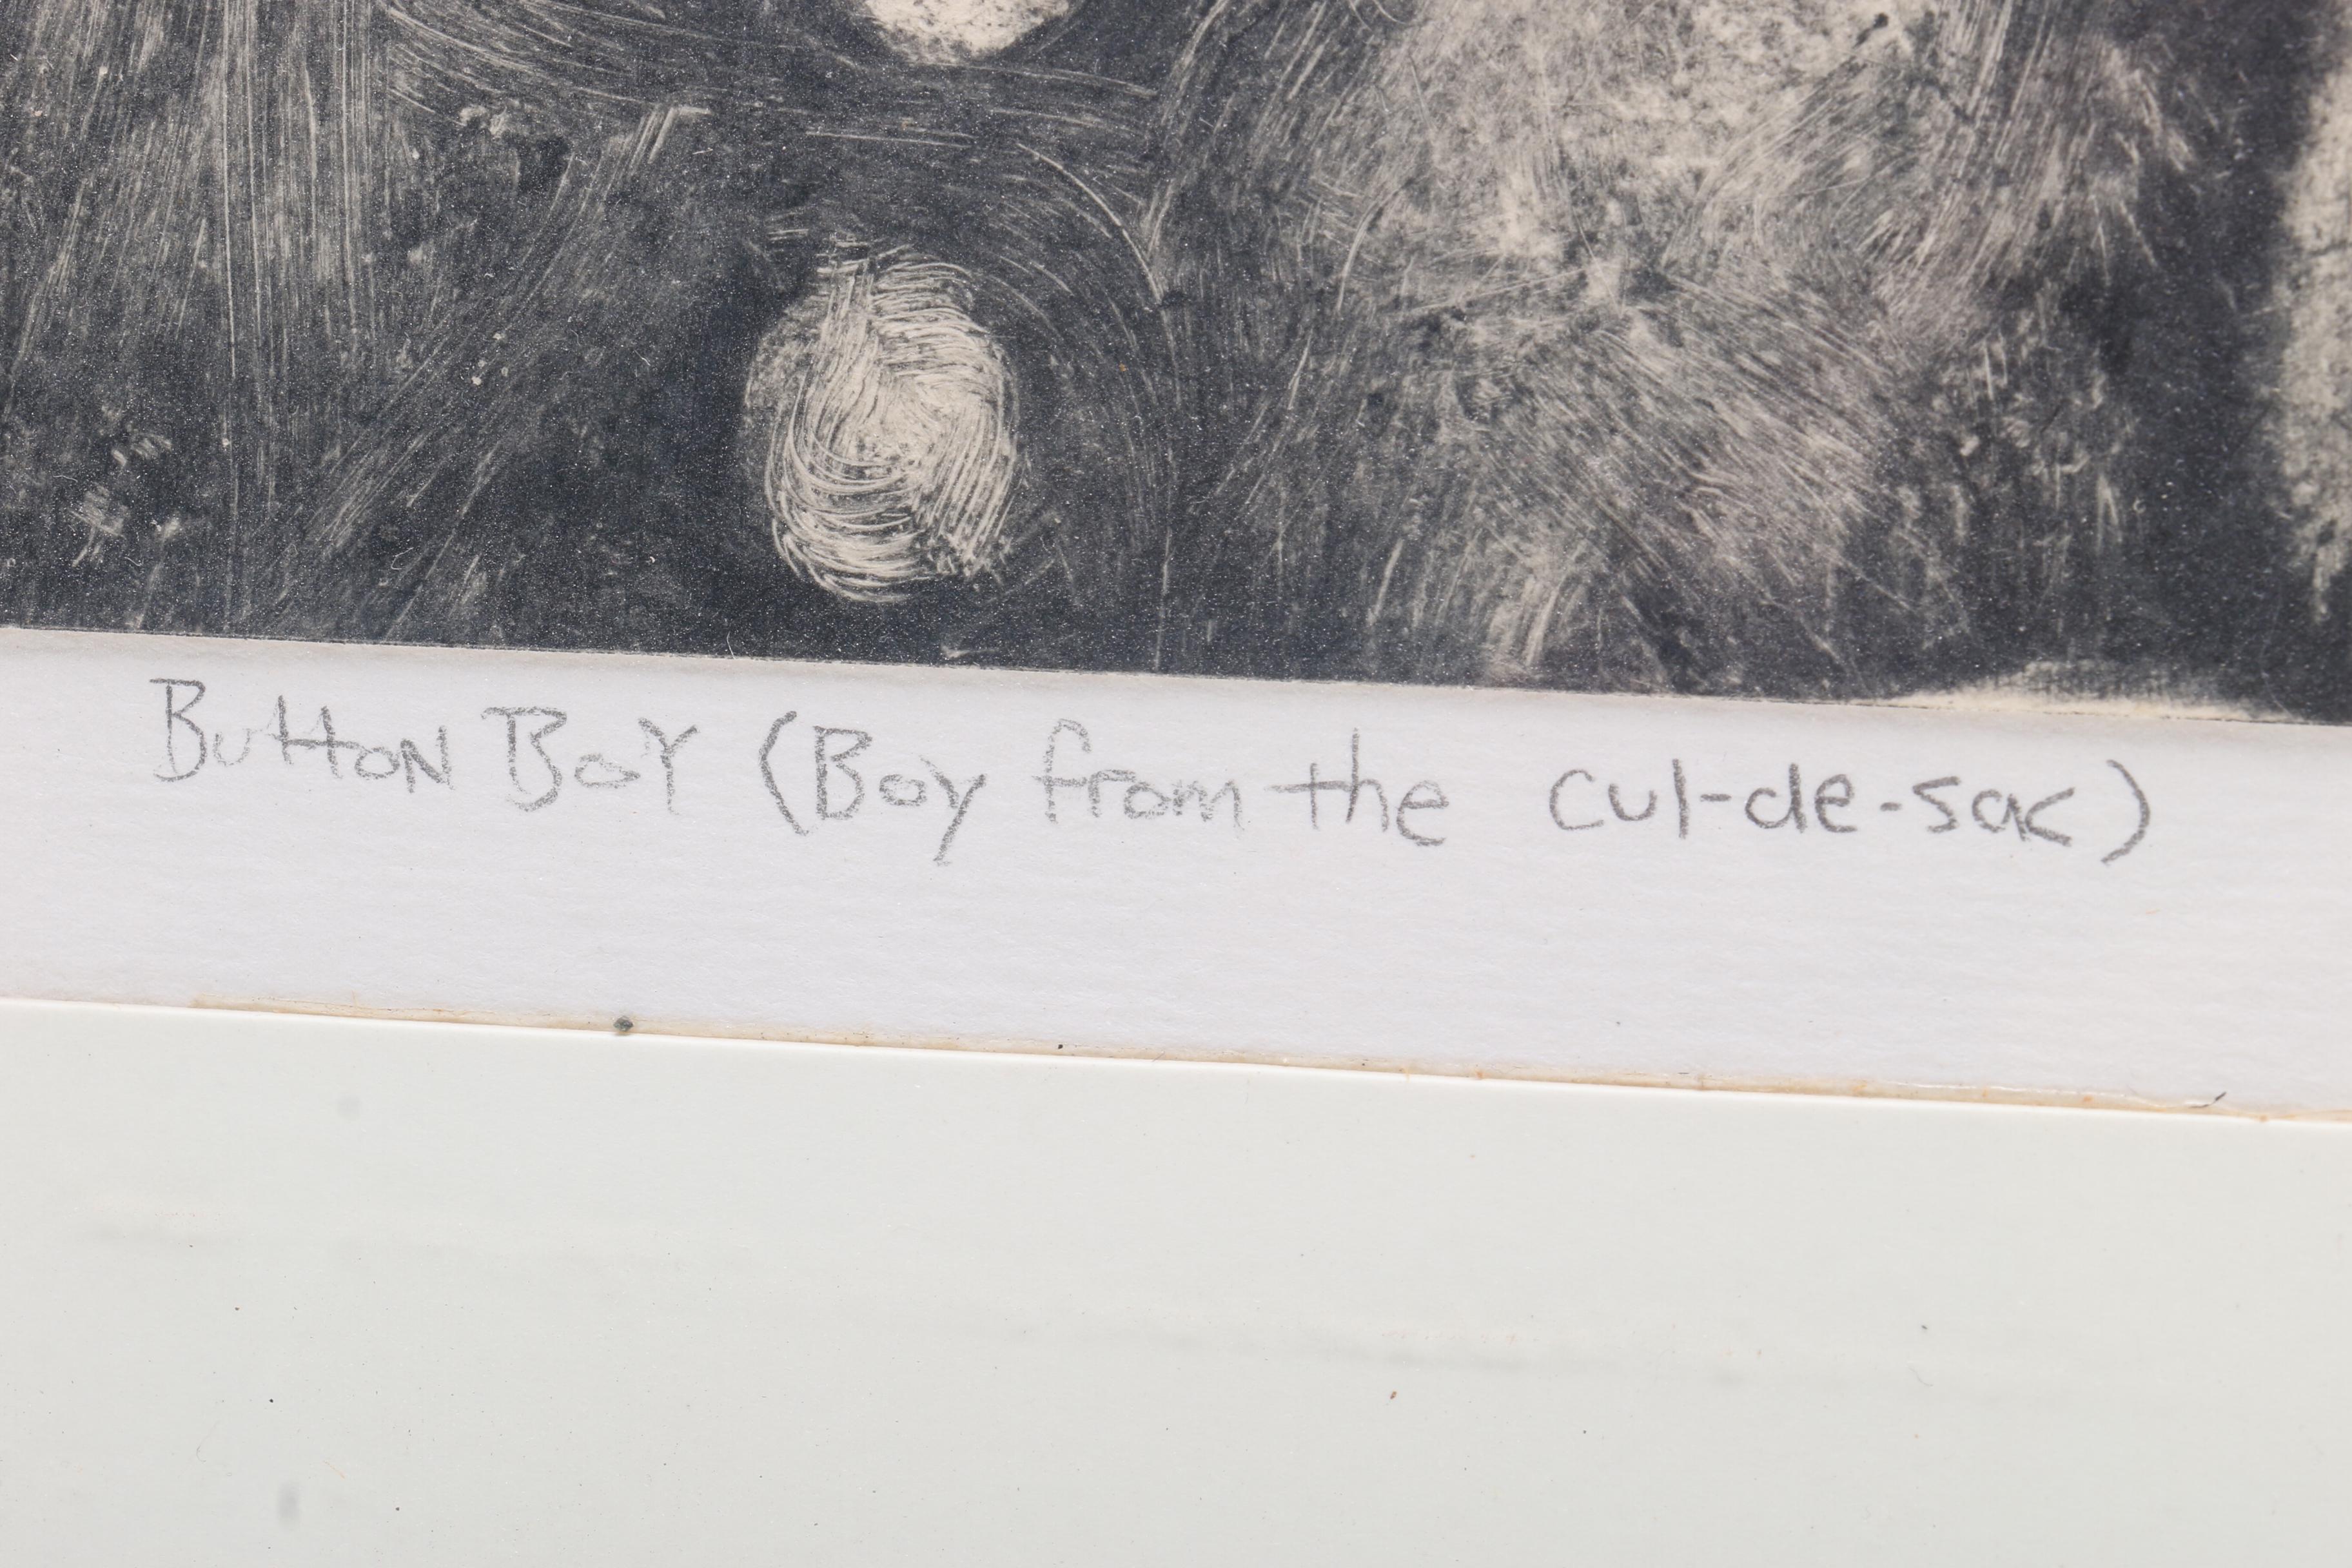 Button Boy (Boy from the cul-de-sac)